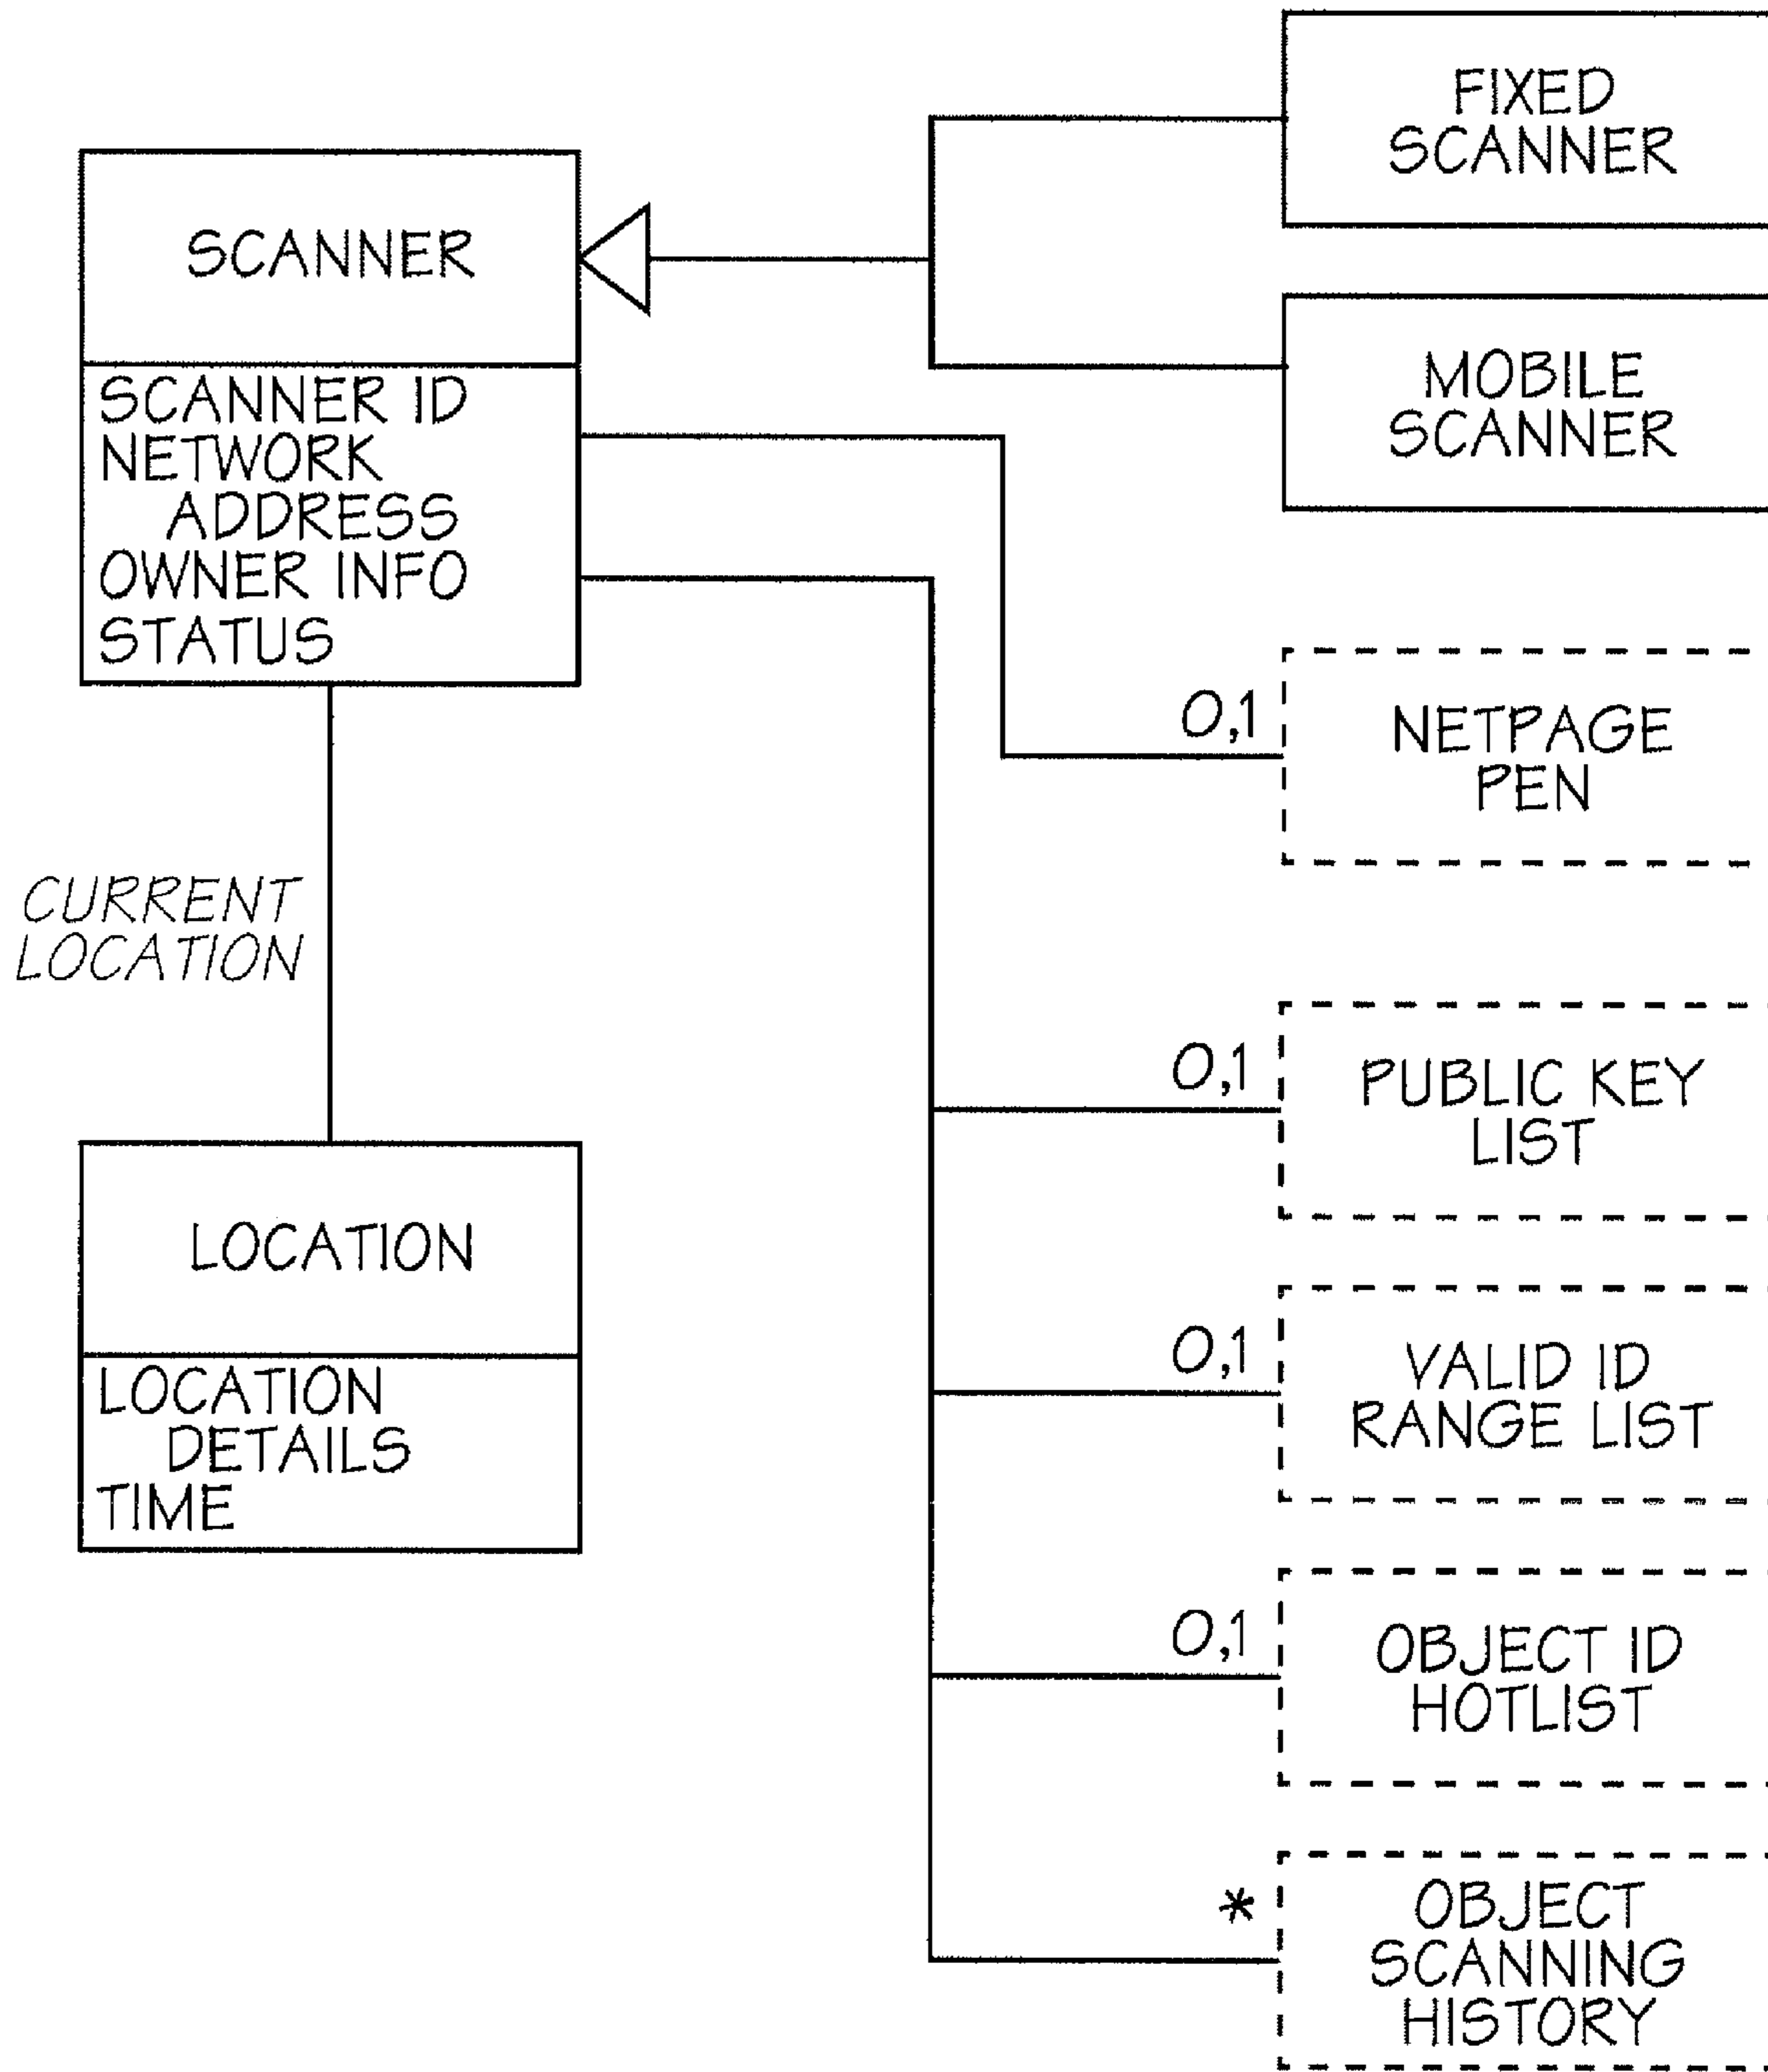 FIXED
SCANNER
SCANNER
MOBILE
SCANNER
SCANNER ID
NETWORK
ADDRESS
OWNER INFO
STATUS
0,1
NETPAGE
PEN
CURRENT
LOCATION
0,1
PUBLIC KEY
LIST
LOCATION
0,1
VALID ID
RANGE LIST
LOCATION
DETAILS
TIME
0,1
OBJECT ID
HOTLIST
*
OBJECT
SCANNING
HISTORY